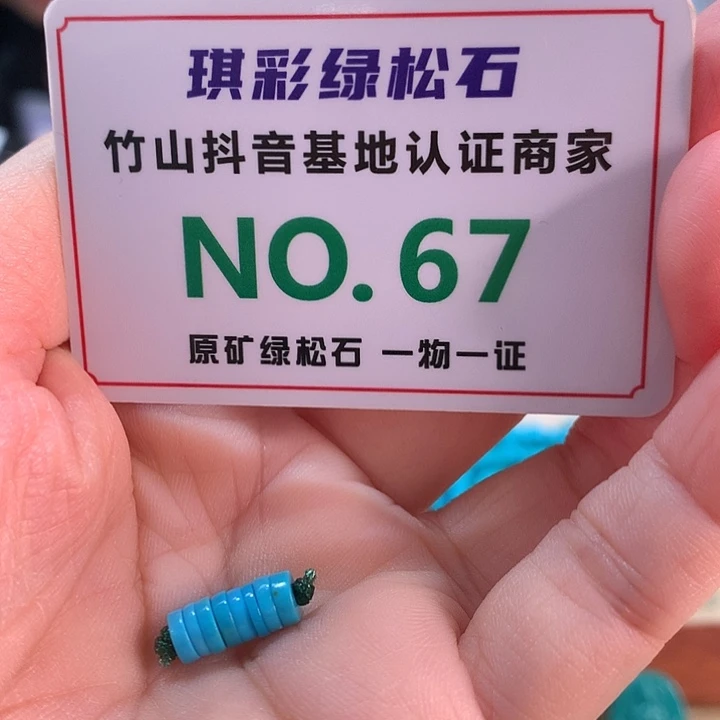 琪彩绿松石
竹山抖音基地认证商家
NO.67
原矿绿松石 一物一证